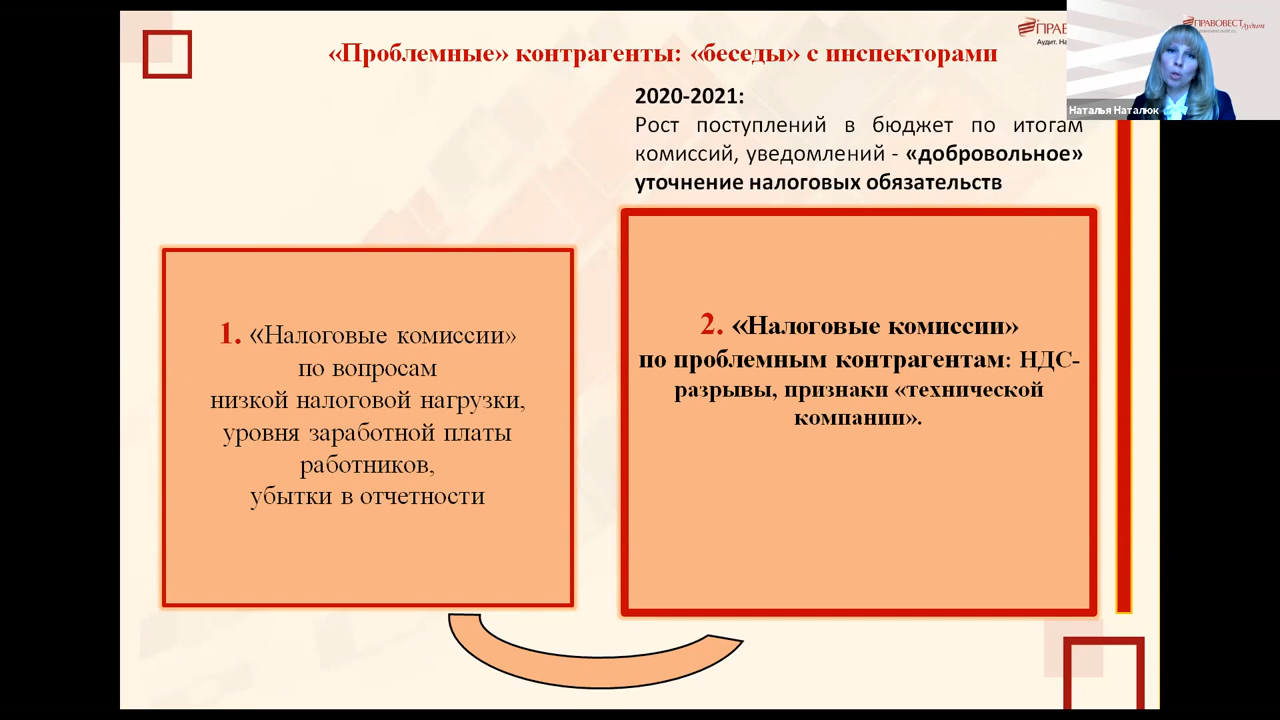 «Проблемные» контрагенты: «беседы» с инспекторами
ПРАВОВЕСТ Аудит
Наталья Наталюк
2020-2021:
Рост поступлений в бюджет по итогам
комиссий, уведомлений - «добровольное»
уточнение налоговых обязательств
1. «Налоговые комиссии»
по вопросам
низкой налоговой нагрузки,
уровня заработной платы
работников,
убытки в отчетности
2. «Налоговые комиссии»
по проблемным контрагентам: НДС-
разрывы, признаки «технической
компании».